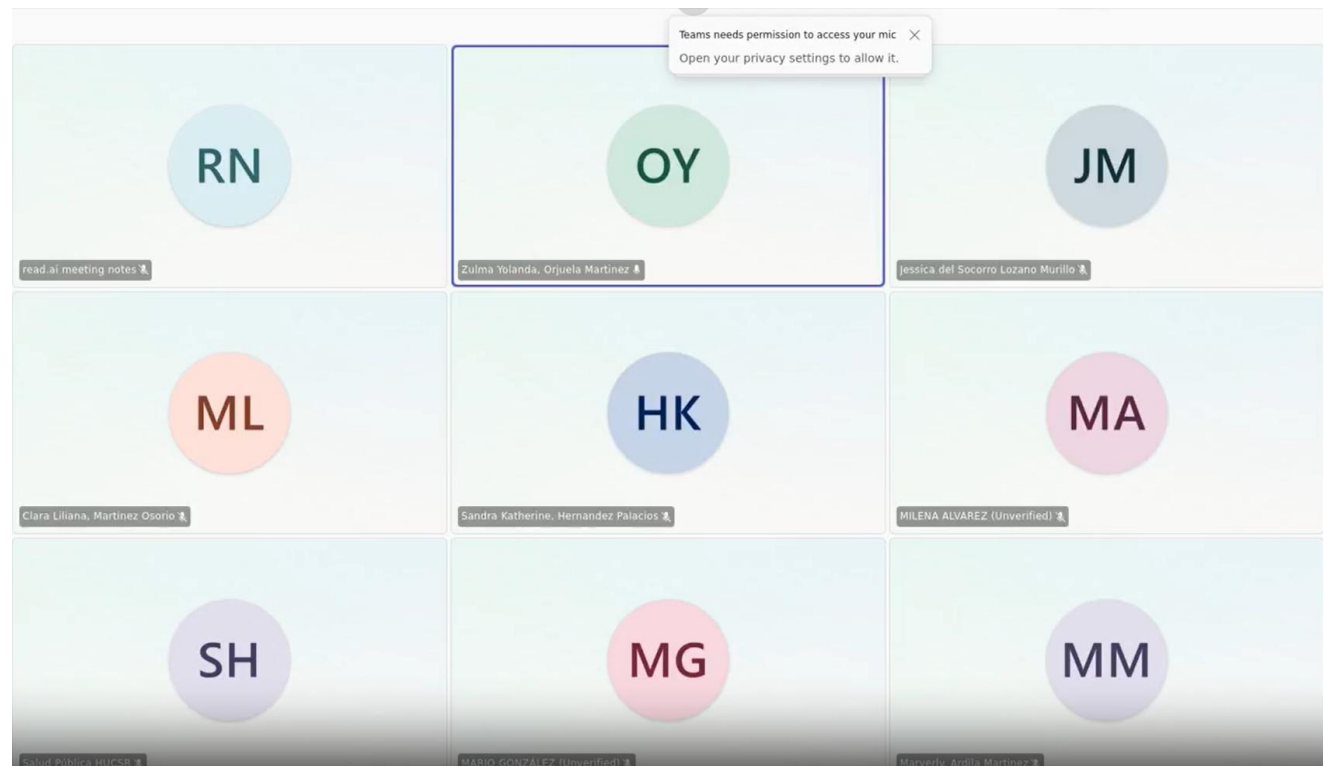 Teams needs permission to access your mic
Open your privacy settings to allow it.
RN
OY
JM
read.ai meeting notes
Zulma Yolanda, Orjuela Martinez
Jessica del Socorro Lozano Murillo
ML
HK
MA
Clara Liliana, Martinez Osorio
Sandra Katherine, Hernandez Palacios
MILENA ALVAREZ (Unverified)
SH
MG
MM
Salud Pública HUCSR
MARIO GONZÁLEZ (Unverified)
Marvedy, Ardila Martinez